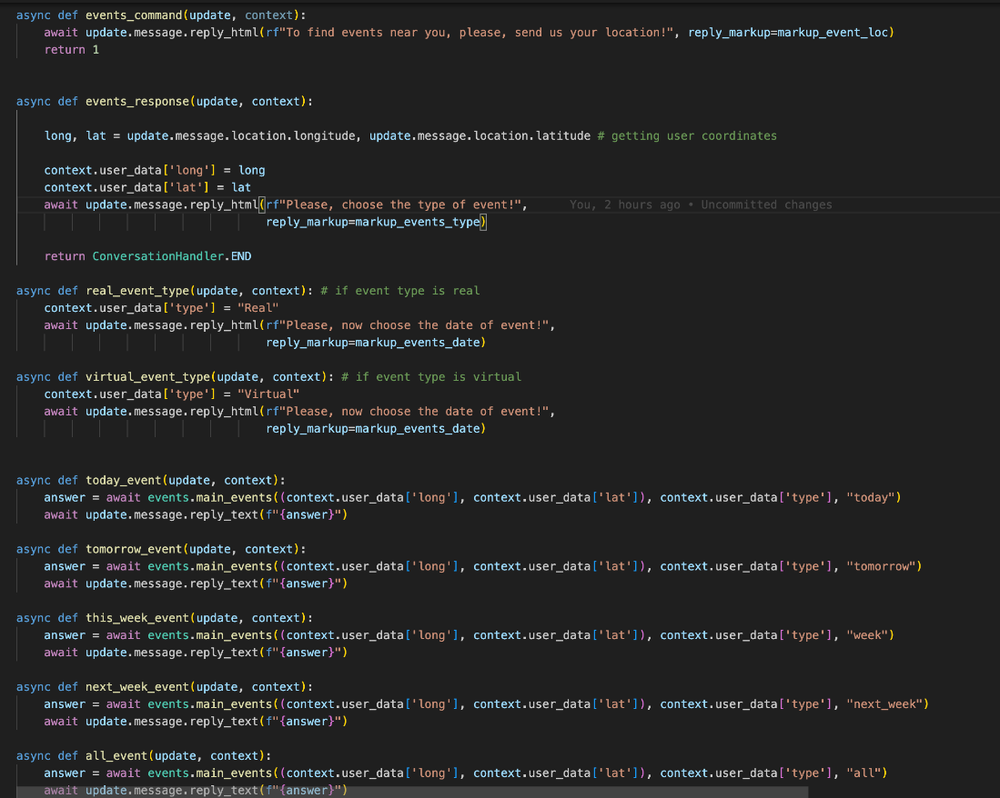 async def events_command(update, context):
    await update.message.reply_html(rf"To find events near you, please, send us your location!", reply_markup=markup_event_loc)
    return 1
async def events_response(update, context):
    long, lat = update.message.location.longitude, update.message.location.latitude # getting user coordinates
    context.user_data['long'] = long
    context.user_data['lat'] = lat
    await update.message.reply_html(rf"Please, choose the type of event!",      You, 2 hours ago • Uncommitted changes
                                    reply_markup=markup_events_type)
    return ConversationHandler.END
async def real_event_type(update, context): # if event type is real
    context.user_data['type'] = "Real"
    await update.message.reply_html(rf"Please, now choose the date of event!",
                                    reply_markup=markup_events_date)
async def virtual_event_type(update, context): # if event type is virtual
    context.user_data['type'] = "Virtual"
    await update.message.reply_html(rf"Please, now choose the date of event!",
                                    reply_markup=markup_events_date)
async def today_event(update, context):
    answer = await events.main_events((context.user_data['long'], context.user_data['lat']), context.user_data['type'], "today")
    await update.message.reply_text(f"{answer}")
async def tomorrow_event(update, context):
    answer = await events.main_events((context.user_data['long'], context.user_data['lat']), context.user_data['type'], "tomorrow")
    await update.message.reply_text(f"{answer}")
async def this_week_event(update, context):
    answer = await events.main_events((context.user_data['long'], context.user_data['lat']), context.user_data['type'], "week")
    await update.message.reply_text(f"{answer}")
async def next_week_event(update, context):
    answer = await events.main_events((context.user_data['long'], context.user_data['lat']), context.user_data['type'], "next_week")
    await update.message.reply_text(f"{answer}")
async def all_event(update, context):
    answer = await events.main_events((context.user_data['long'], context.user_data['lat']), context.user_data['type'], "all")
    await update.message.reply_text(f"{answer}")